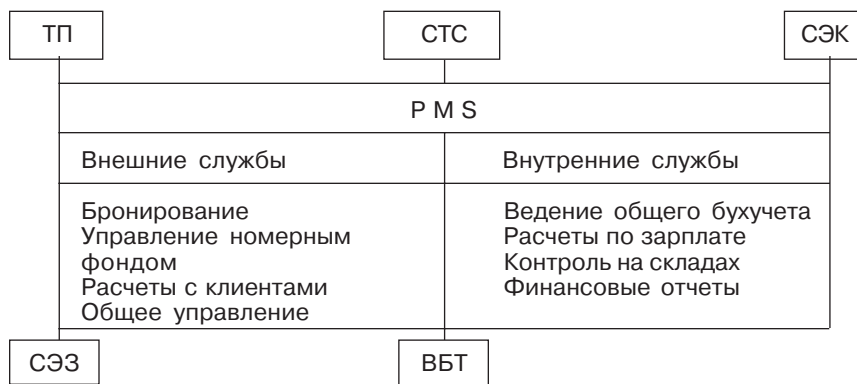 ТП
СТС
СЭК
P M S
Внешние службы
Внутренние службы
Бронирование
Управление номерным
фондом
Расчеты с клиентами
Общее управление
Ведение общего бухучета
Расчеты по зарплате
Контроль на складах
Финансовые отчеты
СЭЗ
ВБТ